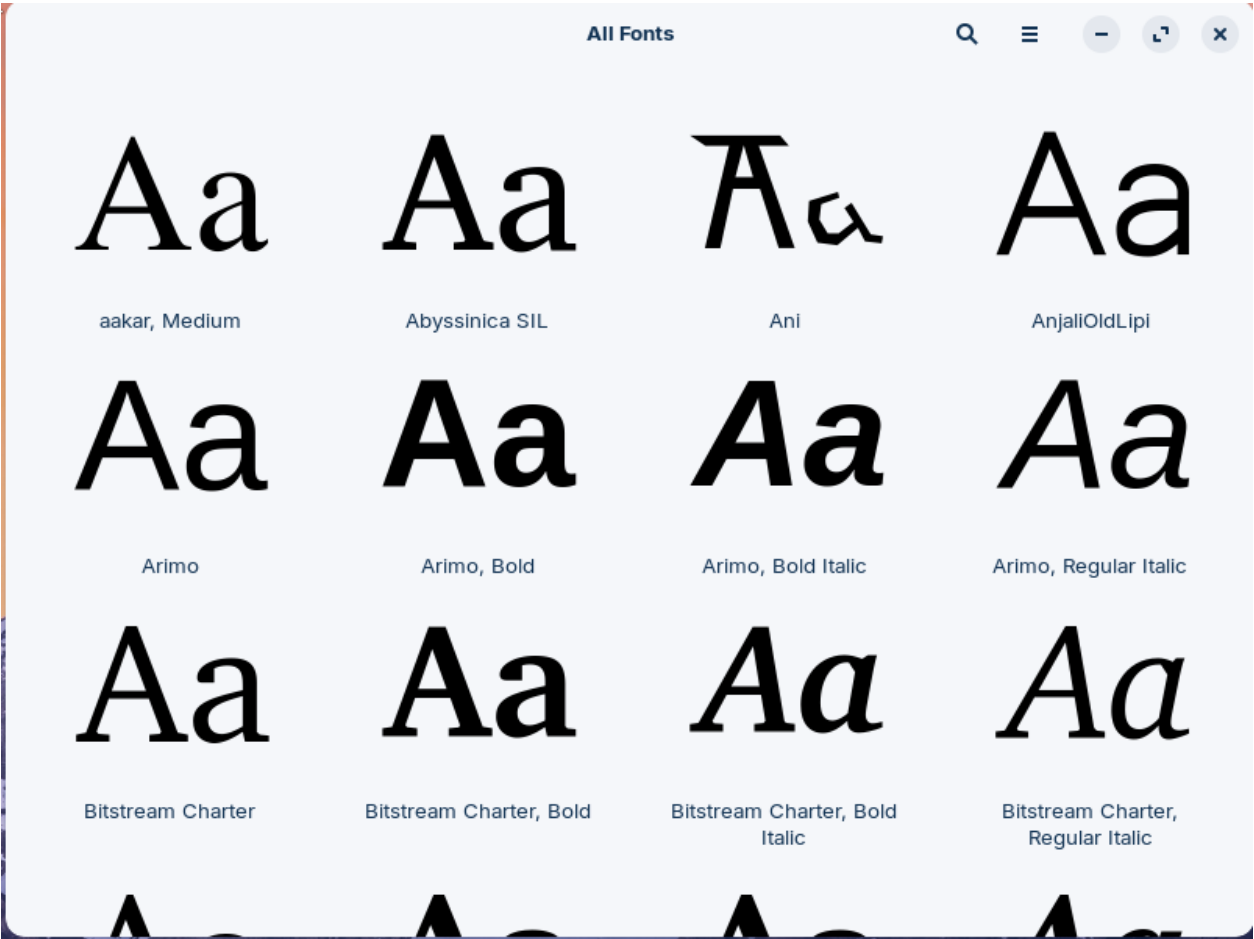 All Fonts
Aa Aa Aa Aa
aakar, Medium Abyssinica SIL Ani AnjaliOldLipi
Aa Aa Aa Aa
Arimo Arimo, Bold Arimo, Bold Italic Arimo, Regular Italic
Aa Aa Aa Aa
Bitstream Charter Bitstream Charter, Bold Bitstream Charter, Bold Italic Bitstream Charter, Regular Italic